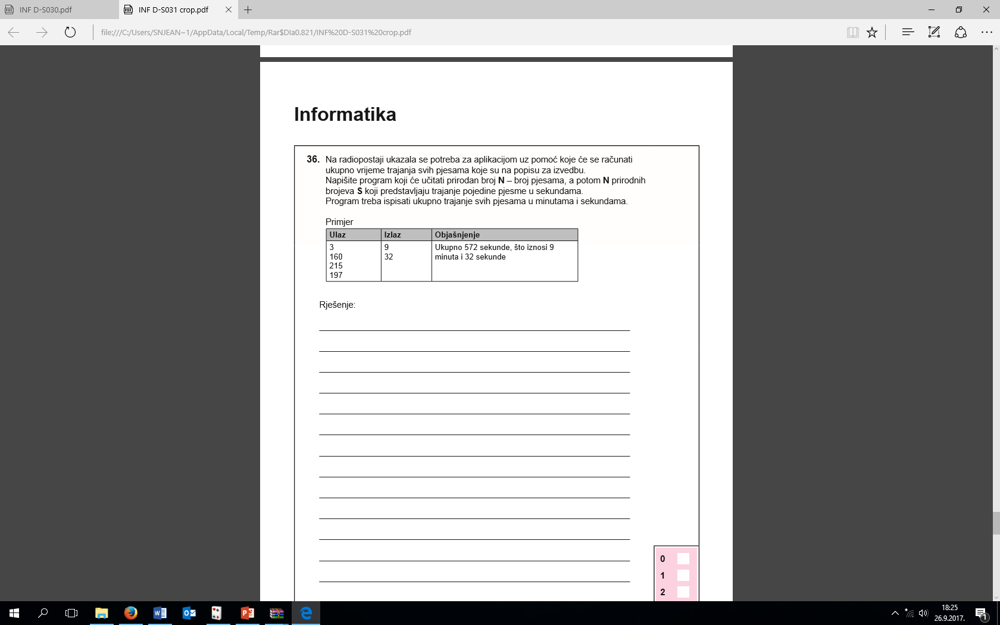 INF D-S030.pdf
INF D-S031 crop.pdf
file:///C:/Users/SNJEAN~1/AppData/Local/Temp/Rar$DIa0.821/INF%20D-S031%20crop.pdf
Informatika
36. Na radiopostaji ukazala se potreba za aplikacijom uz pomoć koje će se računati
ukupno vrijeme trajanja svih pjesama koje su na popisu za izvedbu.
Napišite program koji će učitati prirodan broj N – broj pjesama, a potom N prirodnih
brojeva S koji predstavljaju trajanje pojedine pjesme u sekundama.
Program treba ispisati ukupno trajanje svih pjesama u minutama i sekundama.
Primjer
Ulaz Izlaz Objašnjenje
3 9 Ukupno 572 sekunde, što iznosi 9
160 32 minuta i 32 sekunde
215
197
Rješenje:
0
1
2
18:25
26.9.2017.
1